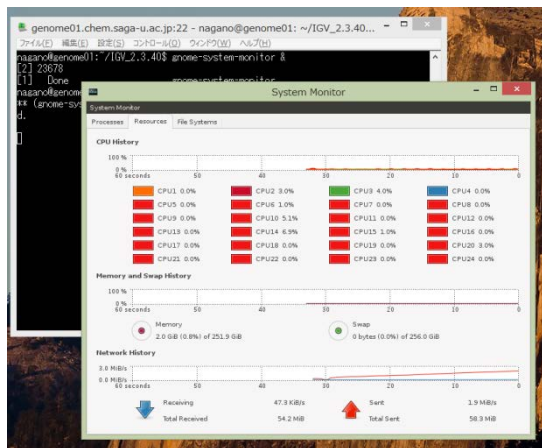 genome01.chem.saga-u.ac.jp:22 - nagano@genome01: ~/IGV_2.3.40...
ファイル(F) 編集(E) 設定(S) コントロール(O) ウィンドウ(W) ヘルプ(H)
nagano@genome01:~/IGV_2.3.40$ gnome-system-monitor &
[2] 23678
[1] Done gnome-system-monitor
nagano@genome
** (gnome-sys
d.
System Monitor
System Monitor
Processes Resources File Systems
CPU History
100 %
0 %
60 seconds 50 40 30 20 10 0
CPU1 0.0% CPU2 3.0% CPU3 4.0% CPU4 0.0%
CPU5 0.0% CPU6 1.0% CPU7 0.0% CPU8 0.0%
CPU9 0.0% CPU10 5.1% CPU11 0.0% CPU12 0.0%
CPU13 0.0% CPU14 6.9% CPU15 1.0% CPU16 0.0%
CPU17 0.0% CPU18 0.0% CPU19 0.0% CPU20 3.0%
CPU21 0.0% CPU22 0.0% CPU23 0.0% CPU24 0.0%
Memory and Swap History
100 %
0 %
60 seconds 50 40 30 20 10 0
Memory Swap
2.0 GiB (0.8%) of 251.9 GiB 0 bytes (0.0%) of 256.0 GiB
Network History
3.0 MiB/s
0.0 MiB/s
60 seconds 50 40 30 20 10 0
Receiving 47.3 KiB/s Sent 1.9 MiB/s
Total Received 54.2 MiB Total Sent 58.3 MiB